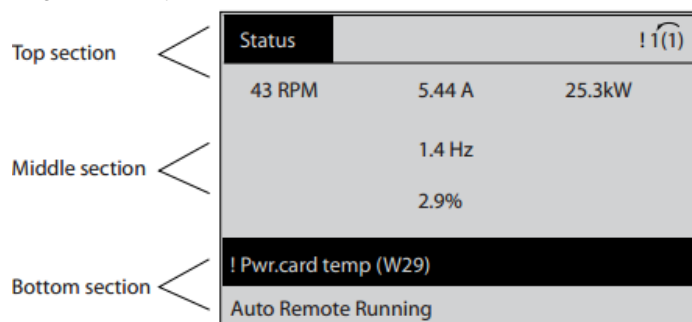 Top section
Status
! 1(1)
43 RPM 5.44 A 25.3kW
Middle section
1.4 Hz
2.9%
Bottom section
! Pwr.card temp (W29)
Auto Remote Running